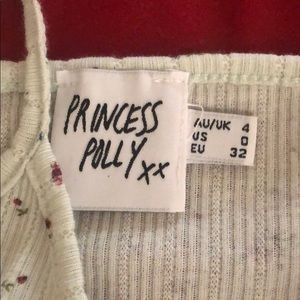 PRINCESS
POLLY
xx
AU/UK 4
US 0
EU 32